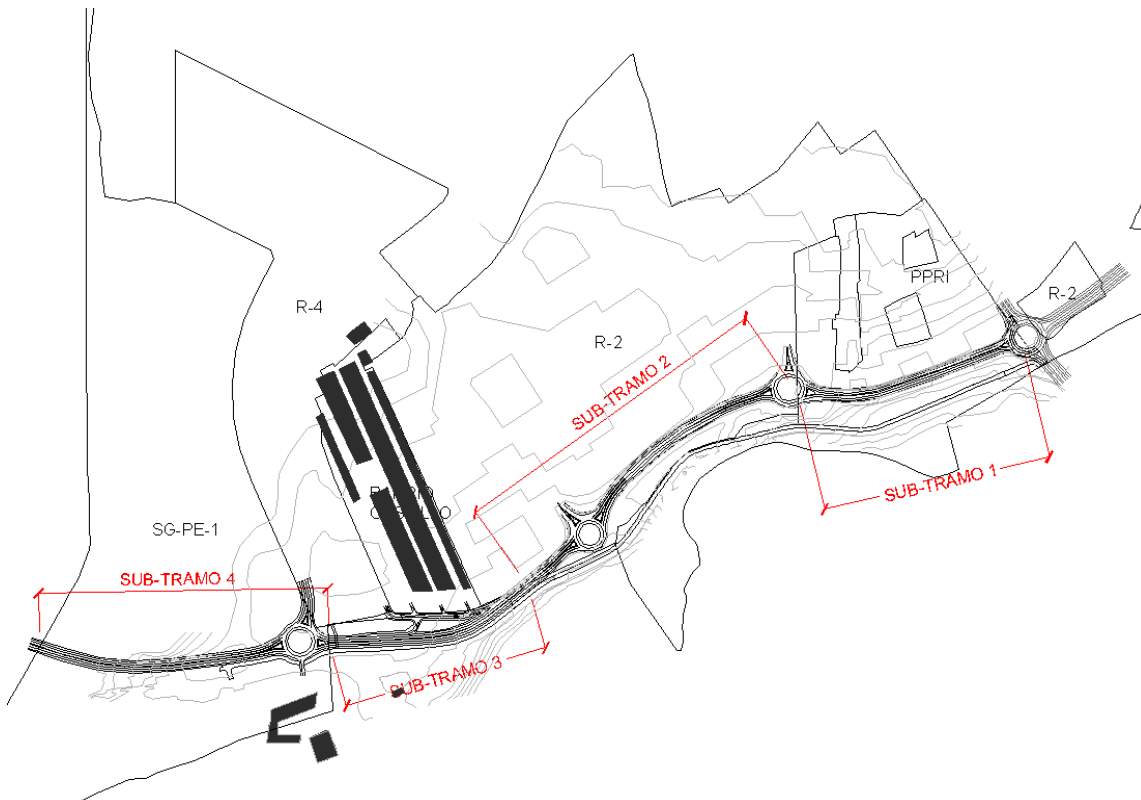 PPRI
R-2
R-4
R-2
SUB-TRAMO 2
SUB-TRAMO 1
BARRIO
SG-PE-1
SUB-TRAMO 4
SUB-TRAMO 3